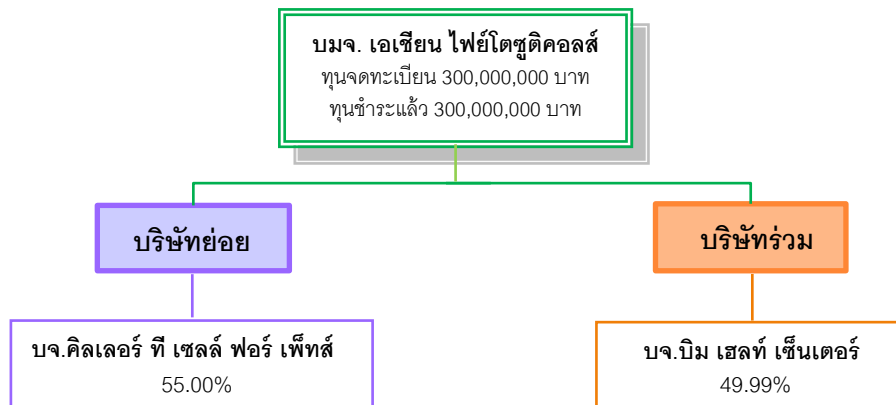 บมจ. เอเชียน ไฟย์โตซูติคอลส์
ทุนจดทะเบียน 300,000,000 บาท
ทุนชำระแล้ว 300,000,000 บาท
บริษัทย่อย
บริษัทร่วม
บจ.คิลเลอร์ ที เซลล์ ฟอร์ เพ็ทส์
55.00%
บจ.บิม เฮลท์ เซ็นเตอร์
49.99%